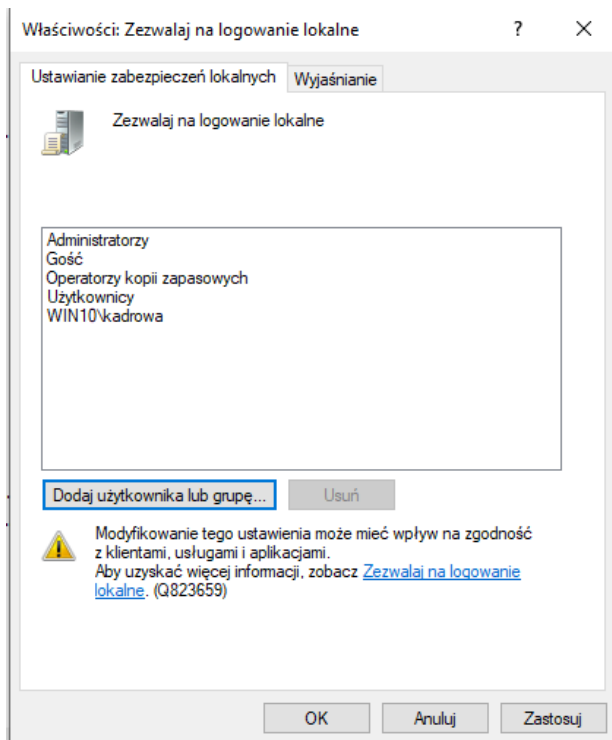 Właściwości: Zezwalaj na logowanie lokalne
?
Ustawianie zabezpieczeń lokalnych
Wyjaśnianie
Zezwalaj na logowanie lokalne
Administratorzy
Gość
Operatorzy kopii zapasowych
Użytkownicy
WIN10\kadrowa
Dodaj użytkownika lub grupę...
Usuń
Modyfikowanie tego ustawienia może mieć wpływ na zgodność
z klientami, usługami i aplikacjami.
Aby uzyskać więcej informacji, zobacz Zezwalaj na logowanie
lokalne. (Q823659)
OK
Anuluj
Zastosuj